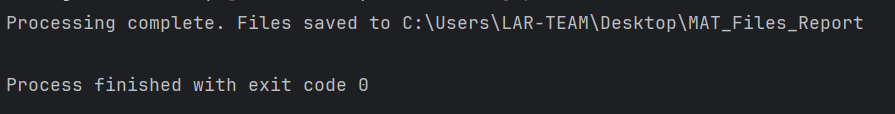 Processing complete. Files saved to C:\Users\LAR-TEAM\Desktop\MAT_Files_Report
Process finished with exit code 0